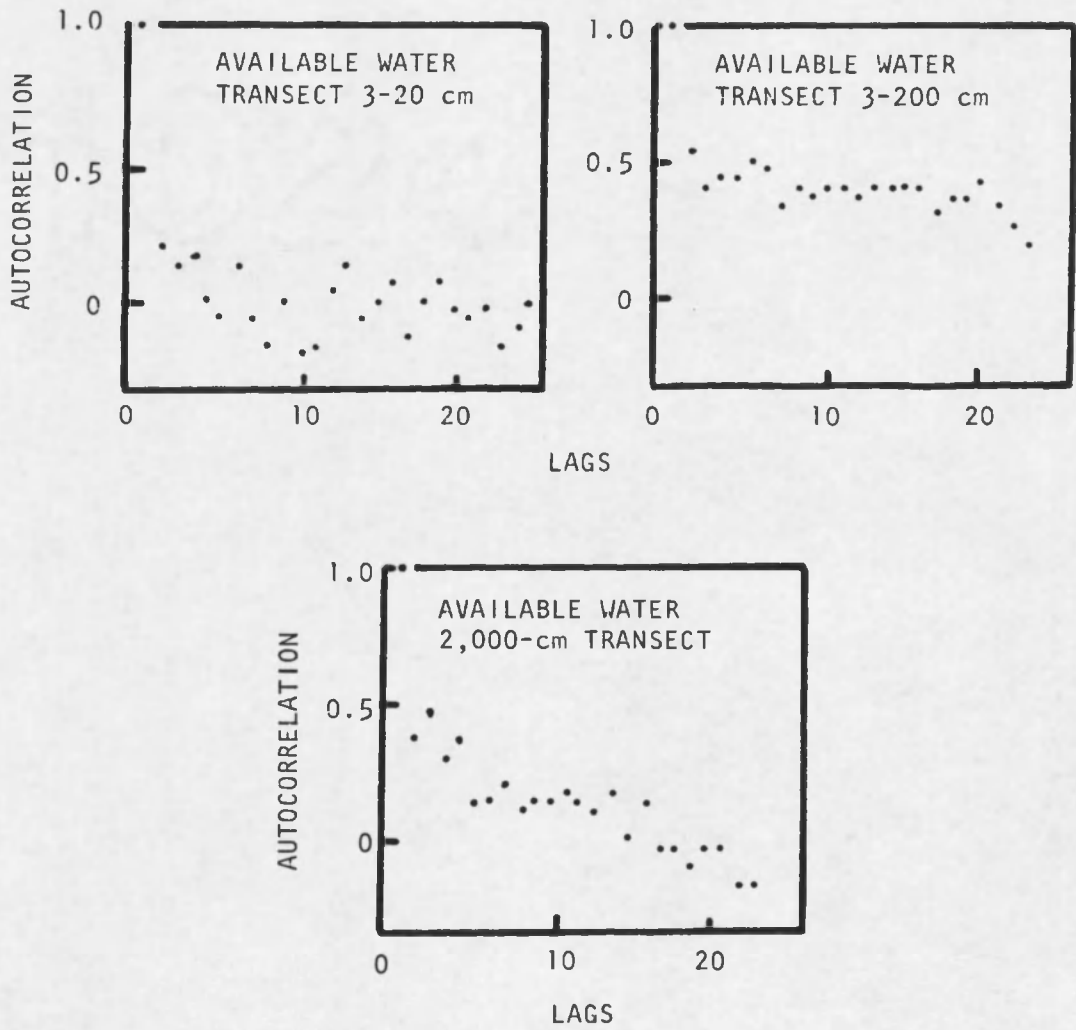 1.0
0.5
0
AUTOCORRELATION
AVAILABLE WATER
TRANSECT 3-20 cm
0
10
20
1.0
0.5
0
AVAILABLE WATER
TRANSECT 3-200 cm
0
10
20
LAGS
1.0
0.5
0
AUTOCORRELATION
AVAILABLE WATER
2,000-cm TRANSECT
0
10
20
LAGS